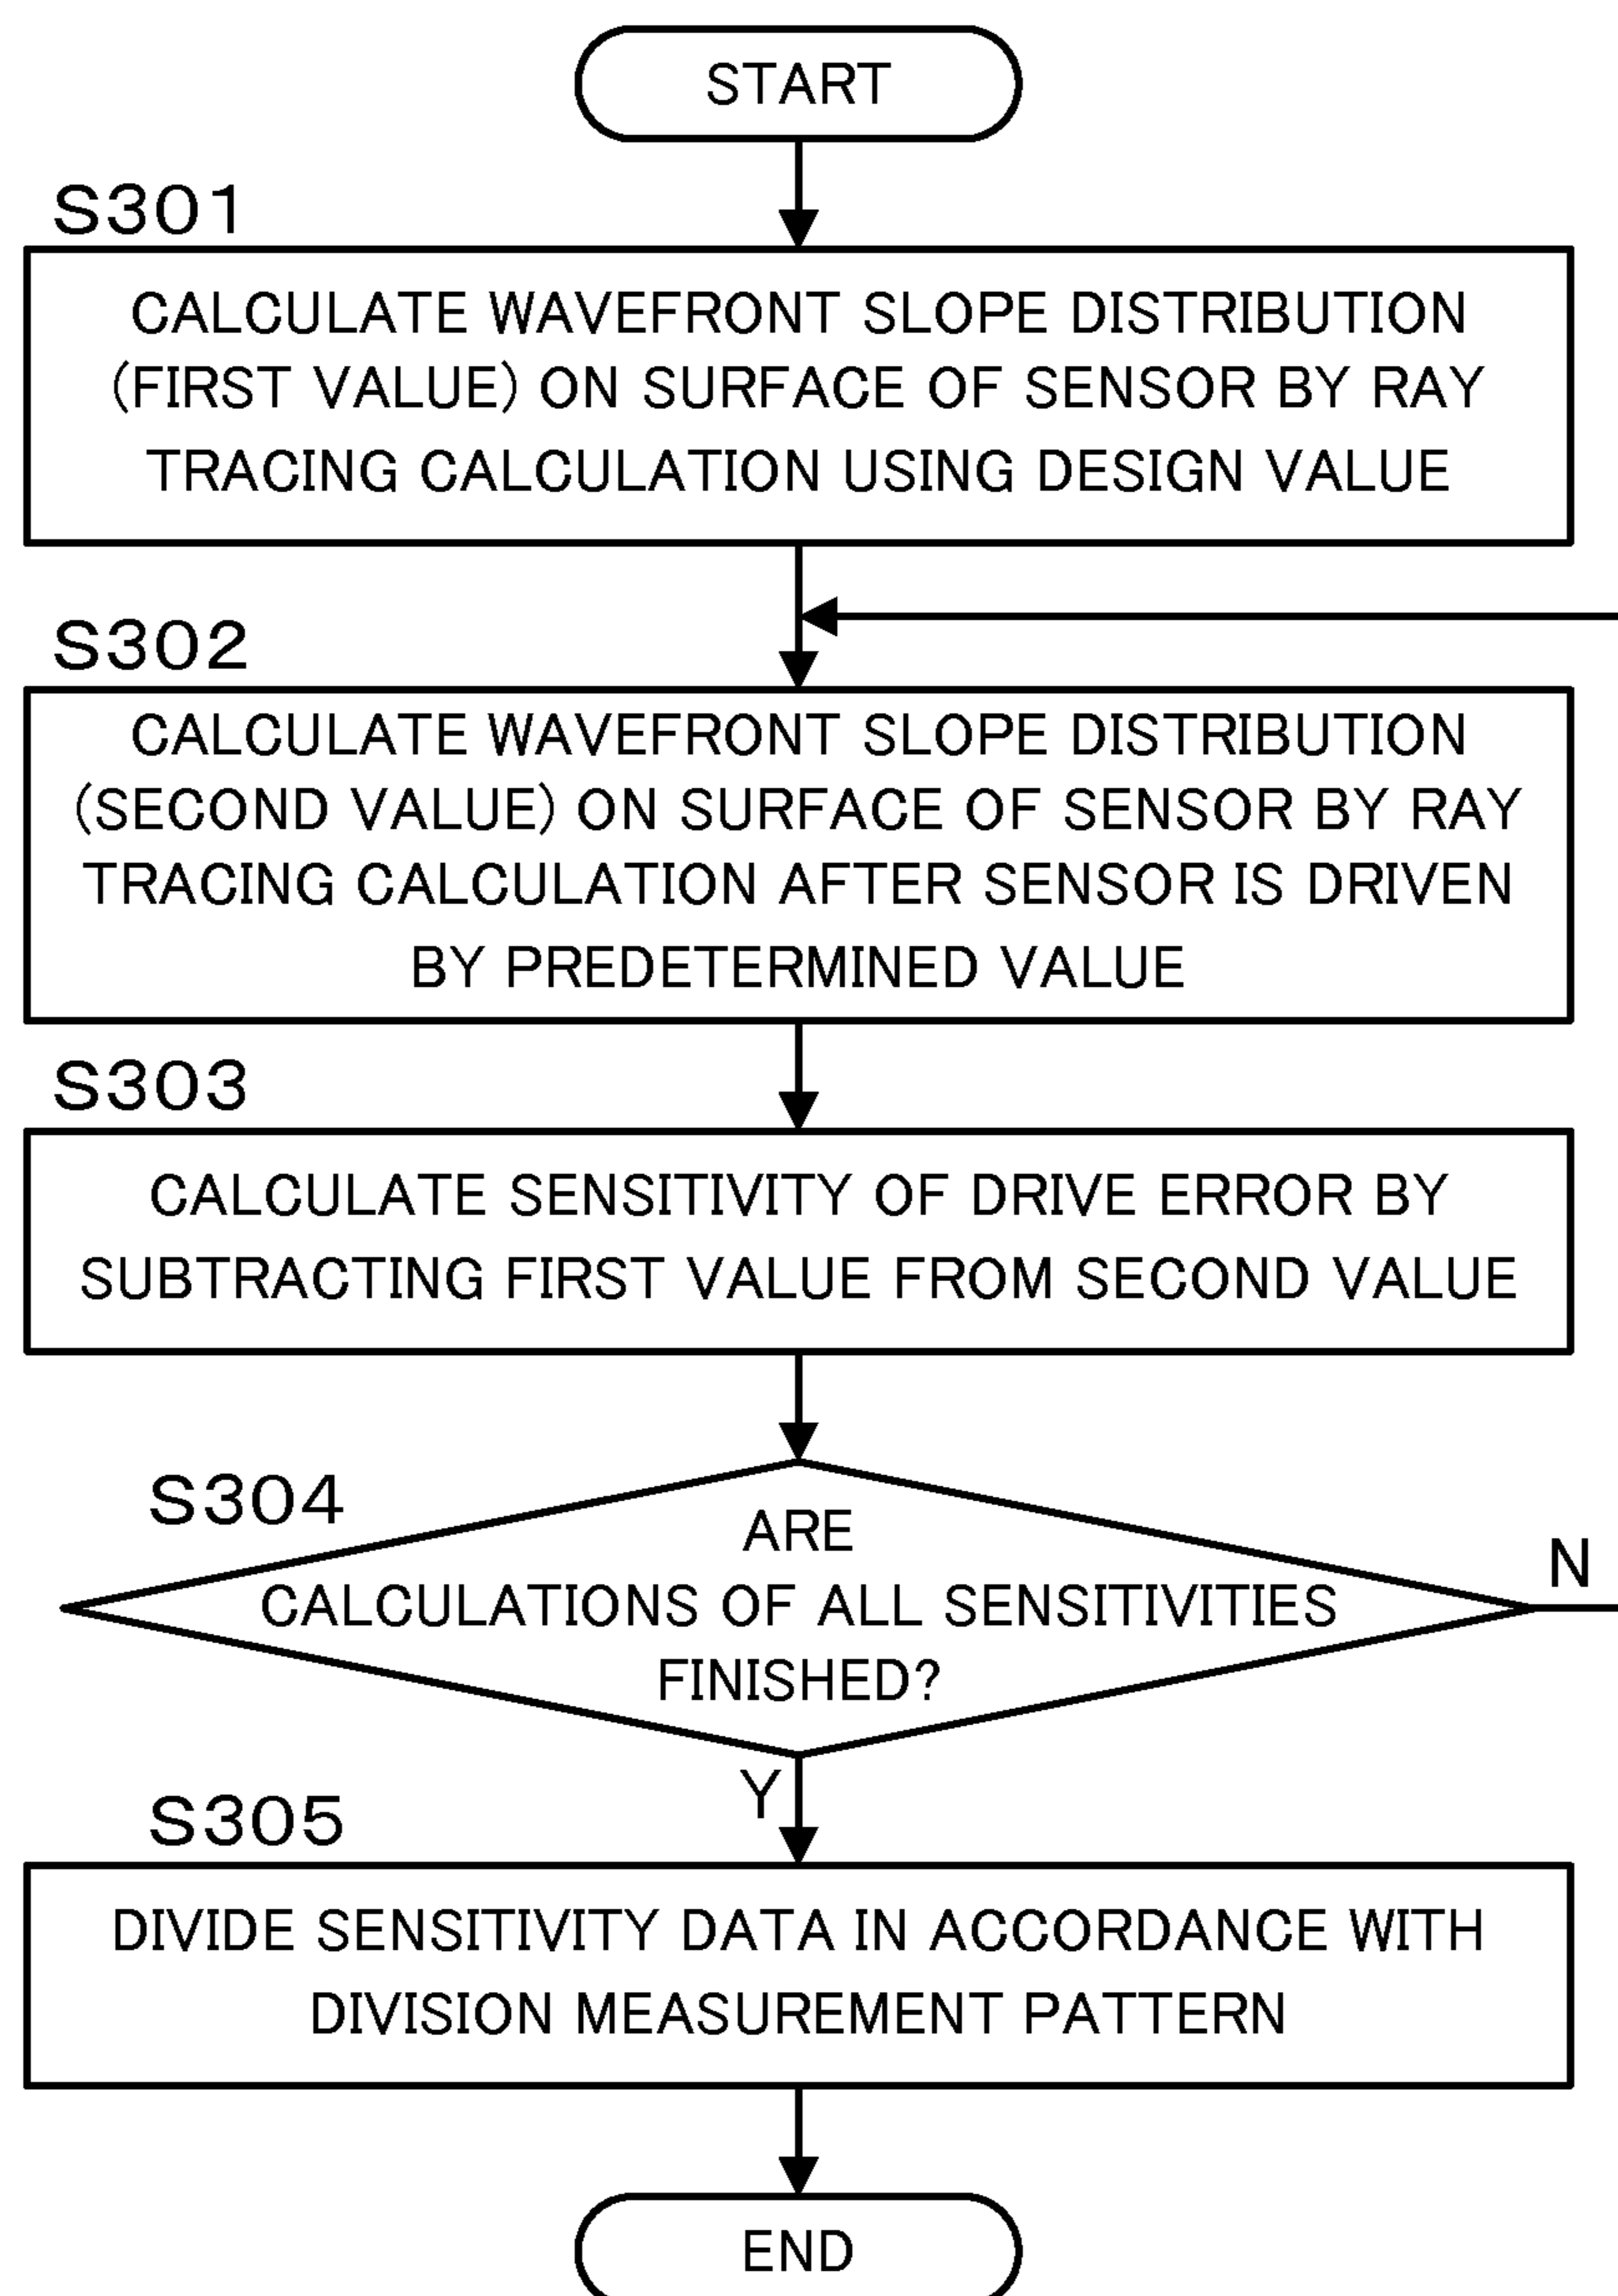 START
S301
CALCULATE WAVEFRONT SLOPE DISTRIBUTION
(FIRST VALUE) ON SURFACE OF SENSOR BY RAY
TRACING CALCULATION USING DESIGN VALUE
S302
CALCULATE WAVEFRONT SLOPE DISTRIBUTION
(SECOND VALUE) ON SURFACE OF SENSOR BY RAY
TRACING CALCULATION AFTER SENSOR IS DRIVEN
BY PREDETERMINED VALUE
S303
CALCULATE SENSITIVITY OF DRIVE ERROR BY
SUBTRACTING FIRST VALUE FROM SECOND VALUE
S304
ARE
CALCULATIONS OF ALL SENSITIVITIES
FINISHED?
N
Y
S305
DIVIDE SENSITIVITY DATA IN ACCORDANCE WITH
DIVISION MEASUREMENT PATTERN
END